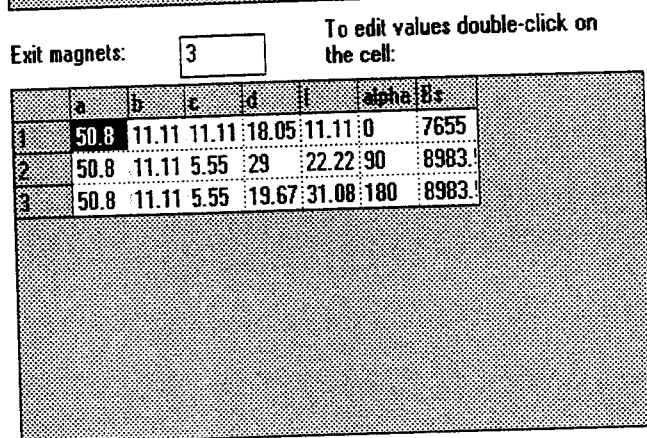 To edit values double-click on
Exit magnets: 3 the cell:
a b c d l alpha Bs
1 50.8 11.11 11.11 18.05 11.11 0 7655
2 50.8 11.11 5.55 29 22.22 90 8983.
3 50.8 11.11 5.55 19.67 31.08 180 8983.